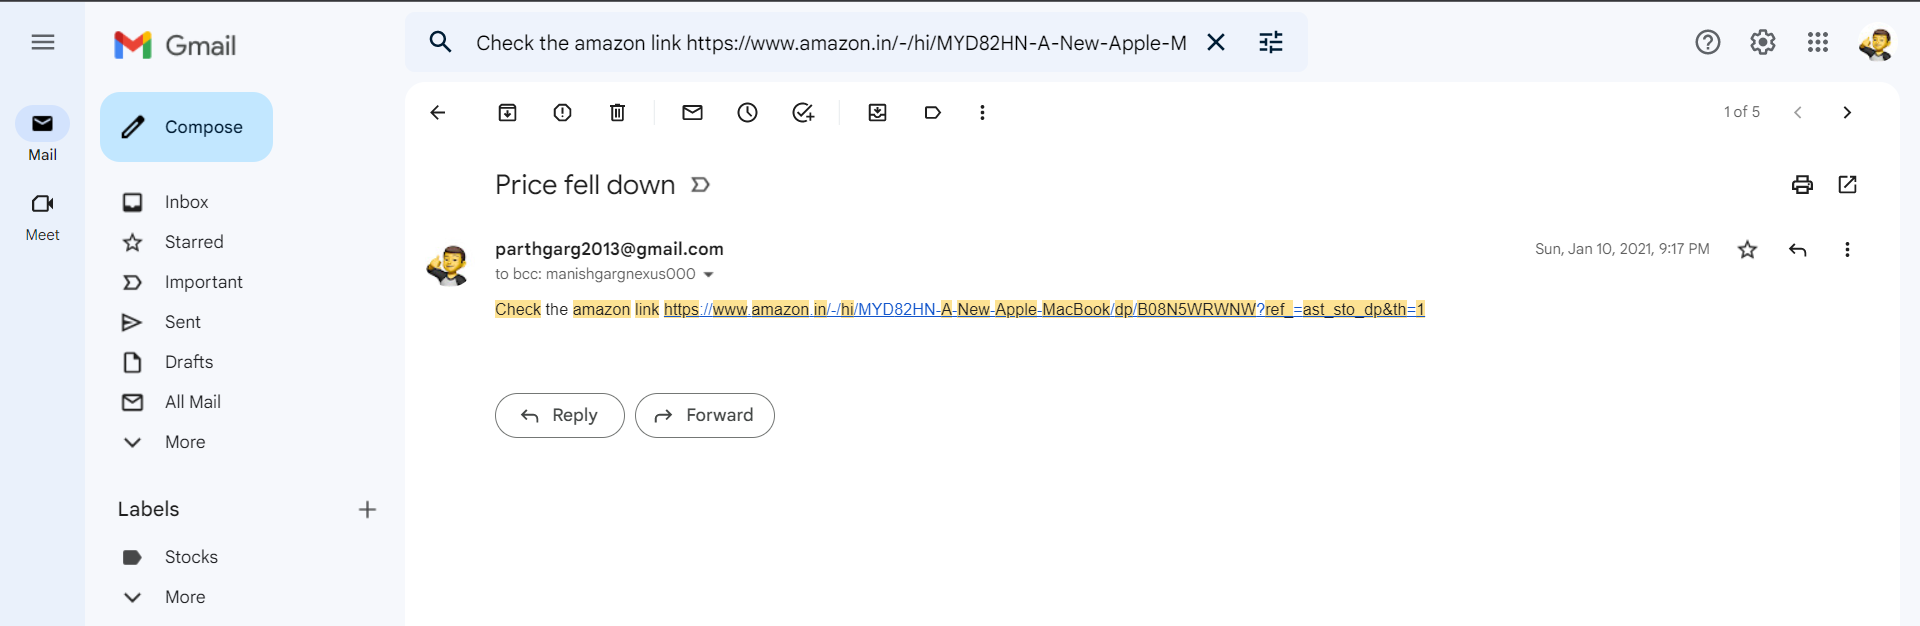 Gmail
Check the amazon link https://www.amazon.in/-/hi/MYD82HN-A-New-Apple-M
Mail
Meet
Compose
Inbox
Starred
Important
Sent
Drafts
All Mail
More
Labels
Stocks
More
1 of 5
Price fell down
parthgarg2013@gmail.com
Sun, Jan 10, 2021, 9:17 PM
to bcc: manishgargnexus000
Check the amazon link https://www.amazon.in/-/hi/MYD82HN-A-New-Apple-MacBook/dp/B08N5WRWNW?ref_=ast_sto_dp&th=1
Reply
Forward